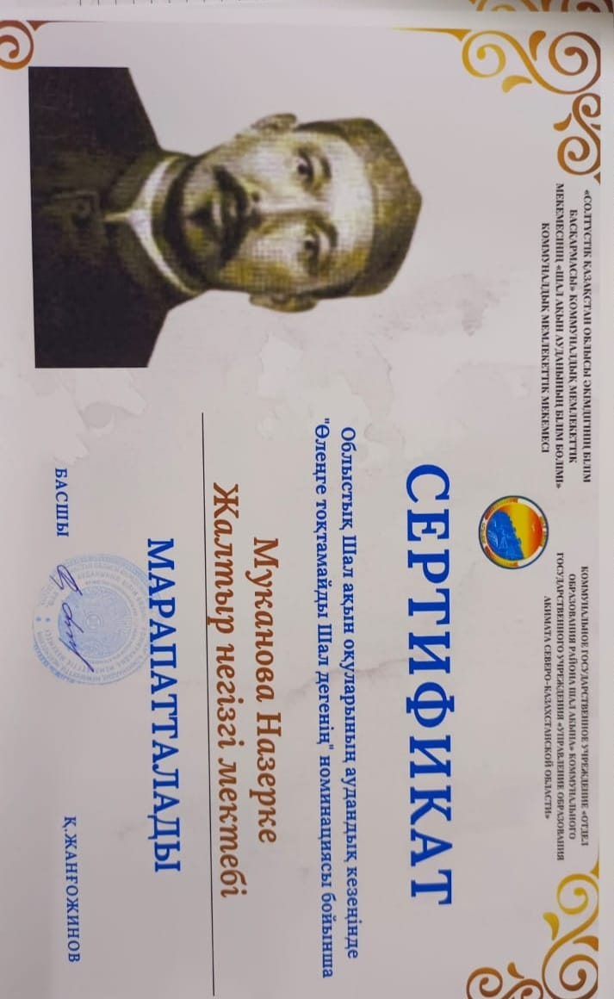 «СОЛТҮСТІК ҚАЗАҚСТАН ОБЛЫСЫ ӘКІМДІГІНІҢ БІЛІМ
БАСҚАРМАСЫ» КОММУНАЛДЫҚ МЕМЛЕКЕТТІК
МЕКЕМЕСІНІҢ «ШАЛ АҚЫН АУДАНЫНЫҢ БІЛІМ БӨЛІМІ»
КОММУНАЛДЫҚ МЕМЛЕКЕТТІК МЕКЕМЕСІ
КОММУНАЛЬНОЕ ГОСУДАРСТВЕННОЕ УЧРЕЖДЕНИЕ «ОТДЕЛ
ОБРАЗОВАНИЯ РАЙОНА ШАЛ АКЫНА» КОММУНАЛЬНОГО
ГОСУДАРСТВЕННОГО УЧРЕЖДЕНИЯ «УПРАВЛЕНИЕ ОБРАЗОВАНИЯ
АКИМАТА СЕВЕРО-КАЗАХСТАНСКОЙ ОБЛАСТИ»
СЕРТИФИКАТ
Облыстық Шал ақын оқуларының аудандық кезеңінде
"Өлеңге тоқтамайды Шал дегенің" номинациясы бойынша
Муканова Назерке
Жалтыр негізгі мектебі
МАРАПАТТАЛАДЫ
БАСШЫ
Қ.ЖАНҒОЖИНОВ